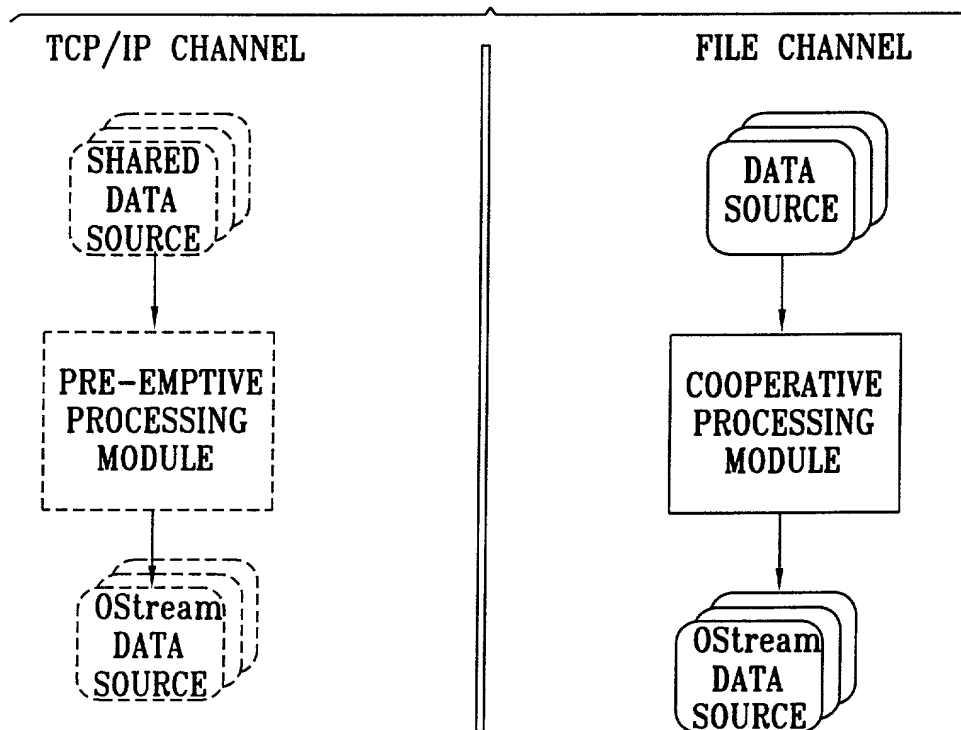 TCP/IP CHANNEL
SHARED
DATA
SOURCE
PRE-EMPTIVE
PROCESSING
MODULE
OStream
DATA
SOURCE
FILE CHANNEL
DATA
SOURCE
COOPERATIVE
PROCESSING
MODULE
OStream
DATA
SOURCE